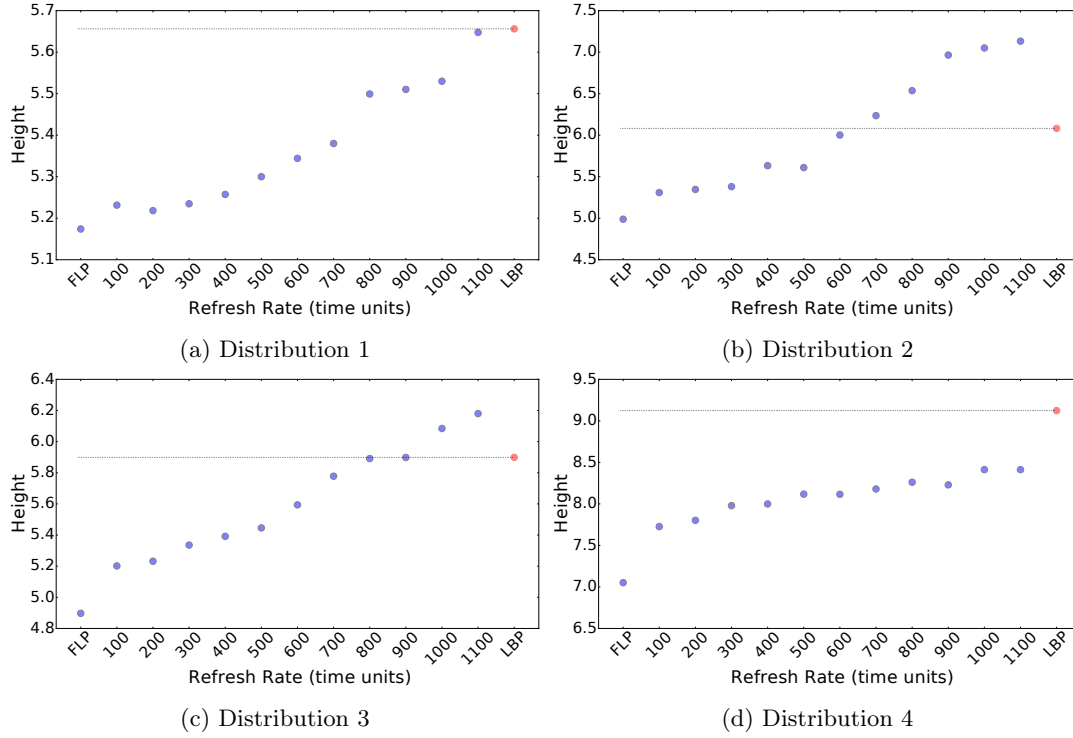 5.7
5.6
5.5
5.4
5.3
5.2
5.1
Height
FLP 100 200 300 400 500 600 700 800 900 1000 1100 LBP
Refresh Rate (time units)
(a) Distribution 1
7.5
7.0
6.5
6.0
5.5
5.0
4.5
Height
FLP 100 200 300 400 500 600 700 800 900 1000 1100 LBP
Refresh Rate (time units)
(b) Distribution 2
6.4
6.2
6.0
5.8
5.6
5.4
5.2
5.0
4.8
Height
FLP 100 200 300 400 500 600 700 800 900 1000 1100 LBP
Refresh Rate (time units)
(c) Distribution 3
9.5
9.0
8.5
8.0
7.5
7.0
6.5
Height
FLP 100 200 300 400 500 600 700 800 900 1000 1100 LBP
Refresh Rate (time units)
(d) Distribution 4